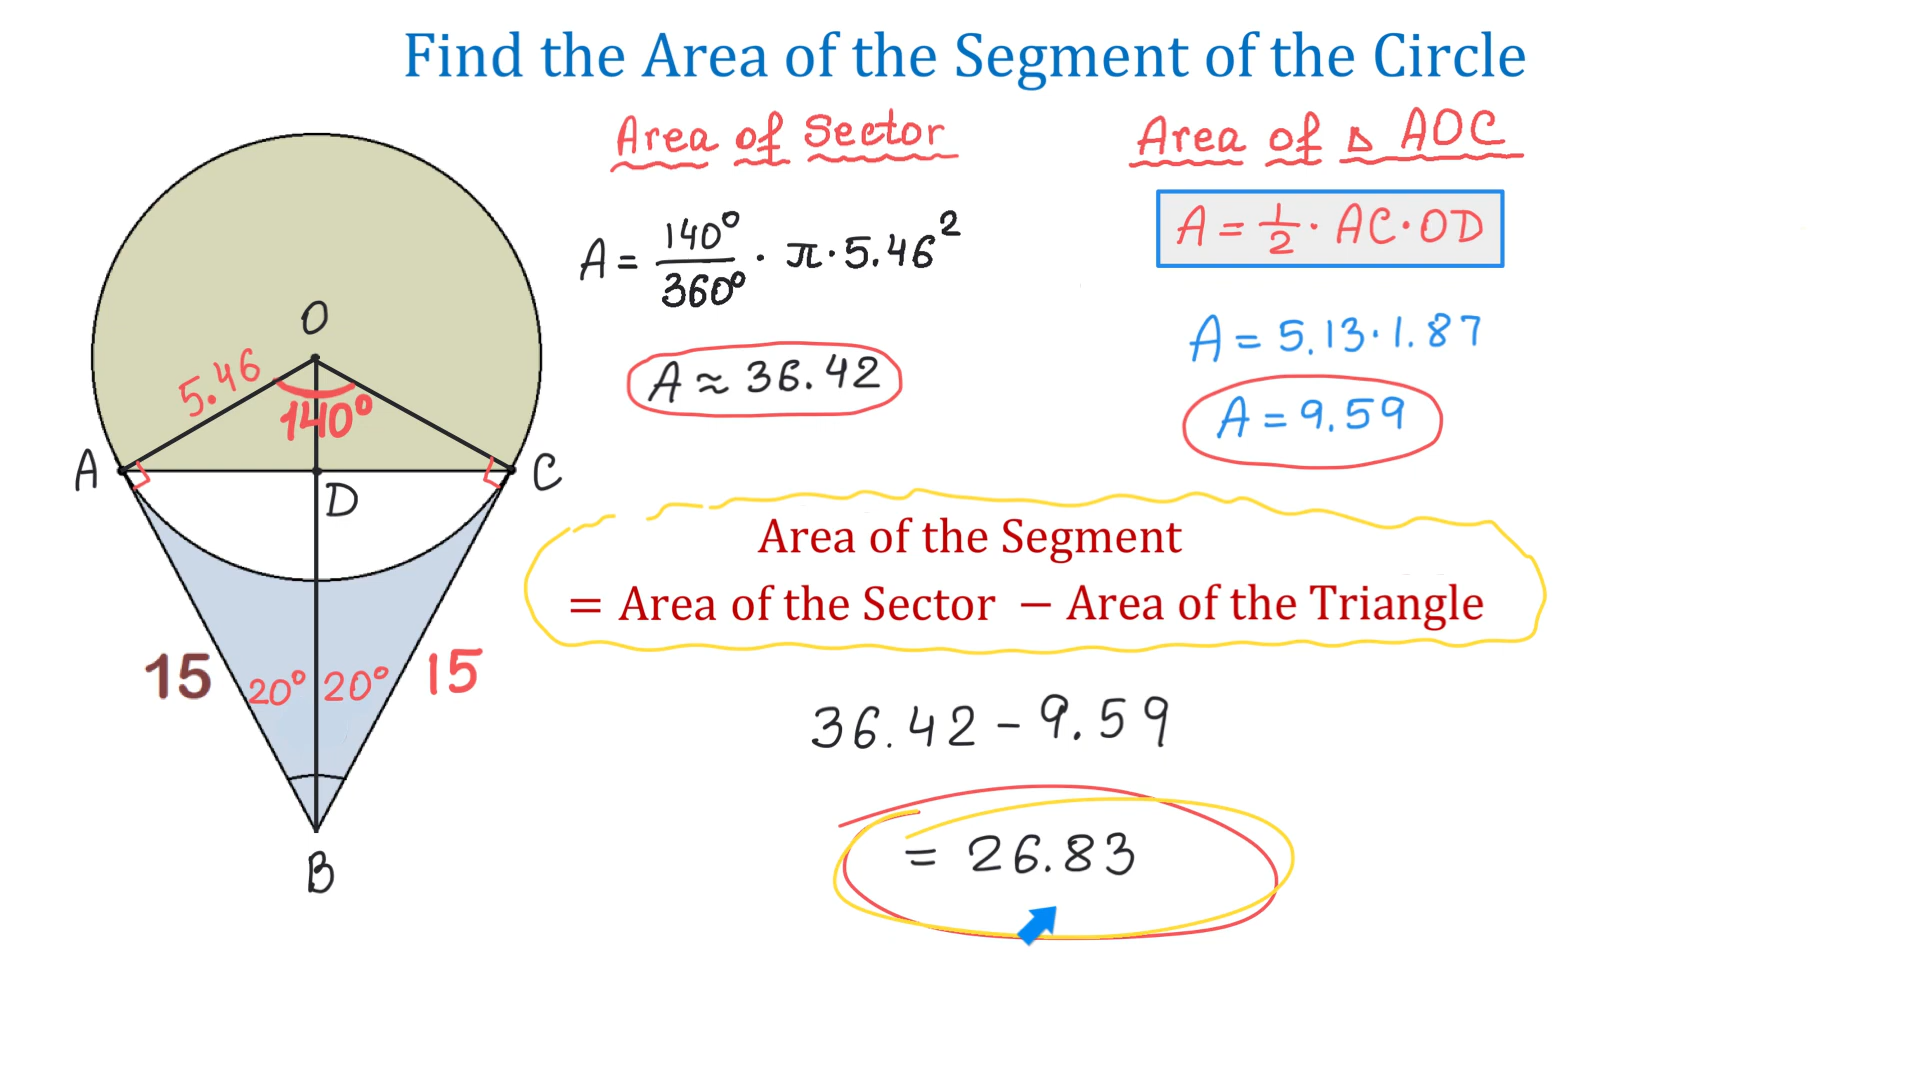 Find the Area of the Segment of the Circle
Area of Sector
A = 140°/360° · π · 5.46²
A ≈ 36.42
Area of △ AOC
A = 1/2 · AC · OD
A = 5.13 · 1.87
A = 9.59
O
5.46
140°
A
C
D
15
20°
20°
15
B
Area of the Segment
= Area of the Sector − Area of the Triangle
36.42 − 9.59
= 26.83